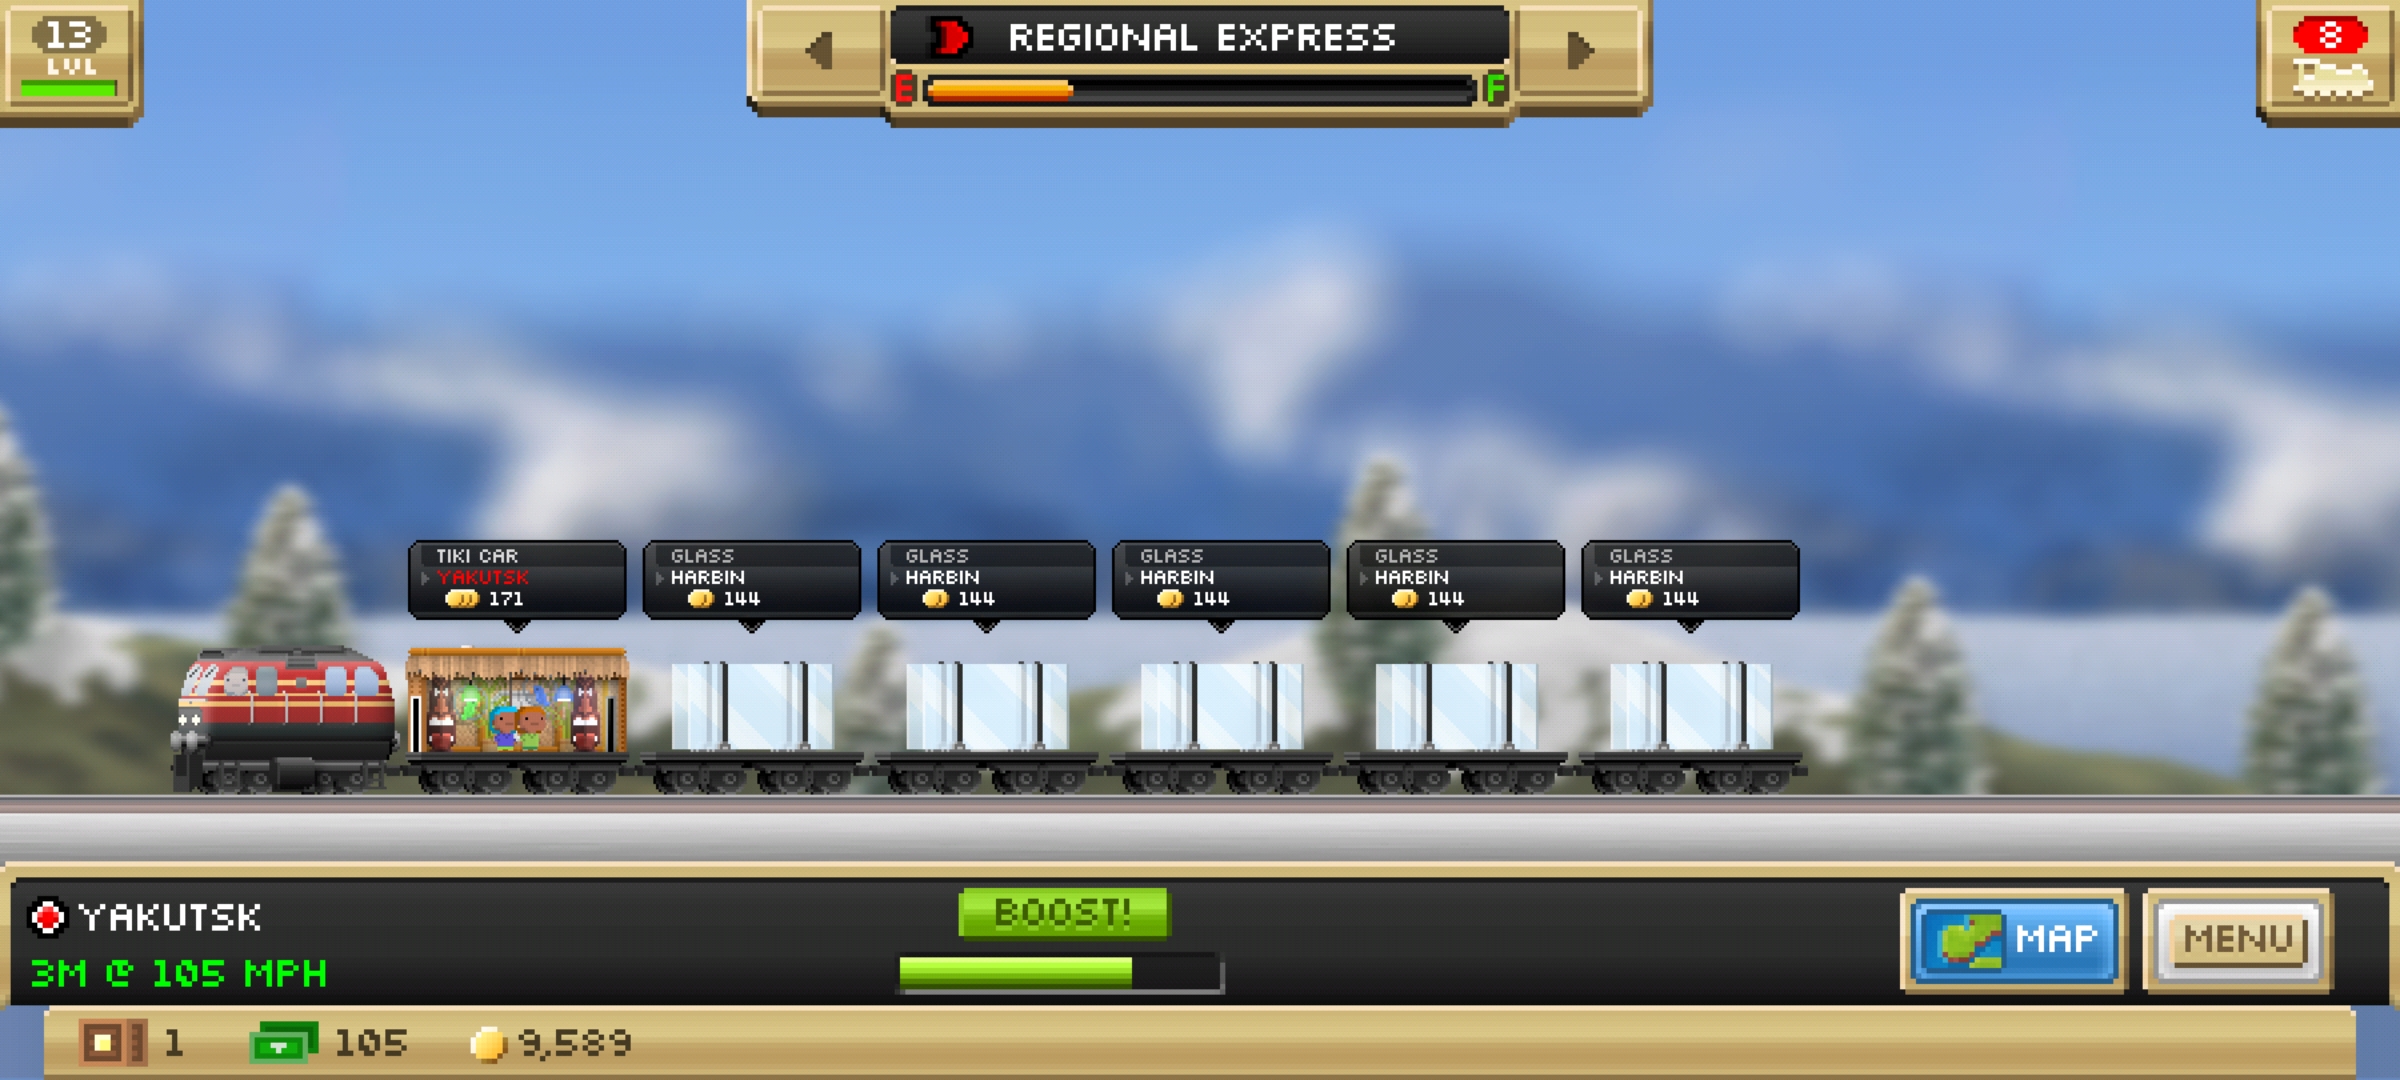 13
LVL
REGIONAL EXPRESS
E
F
8
TIKI CAR
YAKUTSK
171
GLASS
HARBIN
144
GLASS
HARBIN
144
GLASS
HARBIN
144
GLASS
HARBIN
144
GLASS
HARBIN
144
YAKUTSK
3M @ 105 MPH
BOOST!
MAP
MENU
1
105
9,589